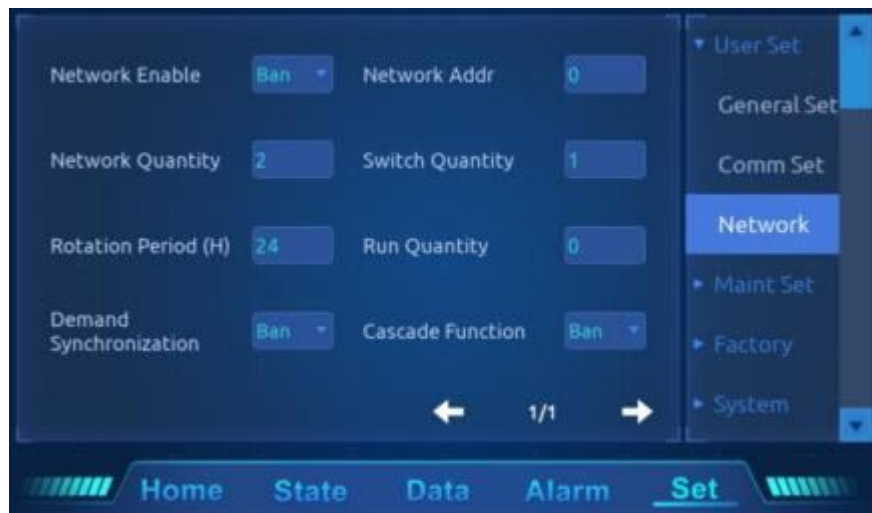 Network Enable Ban Network Addr 0
Network Quantity 2 Switch Quantity 1
Rotation Period (H) 24 Run Quantity 0
Demand
Synchronization Ban Cascade Function Ban
1/1
User Set
General Set
Comm Set
Network
Maint Set
Factory
System
Home State Data Alarm Set